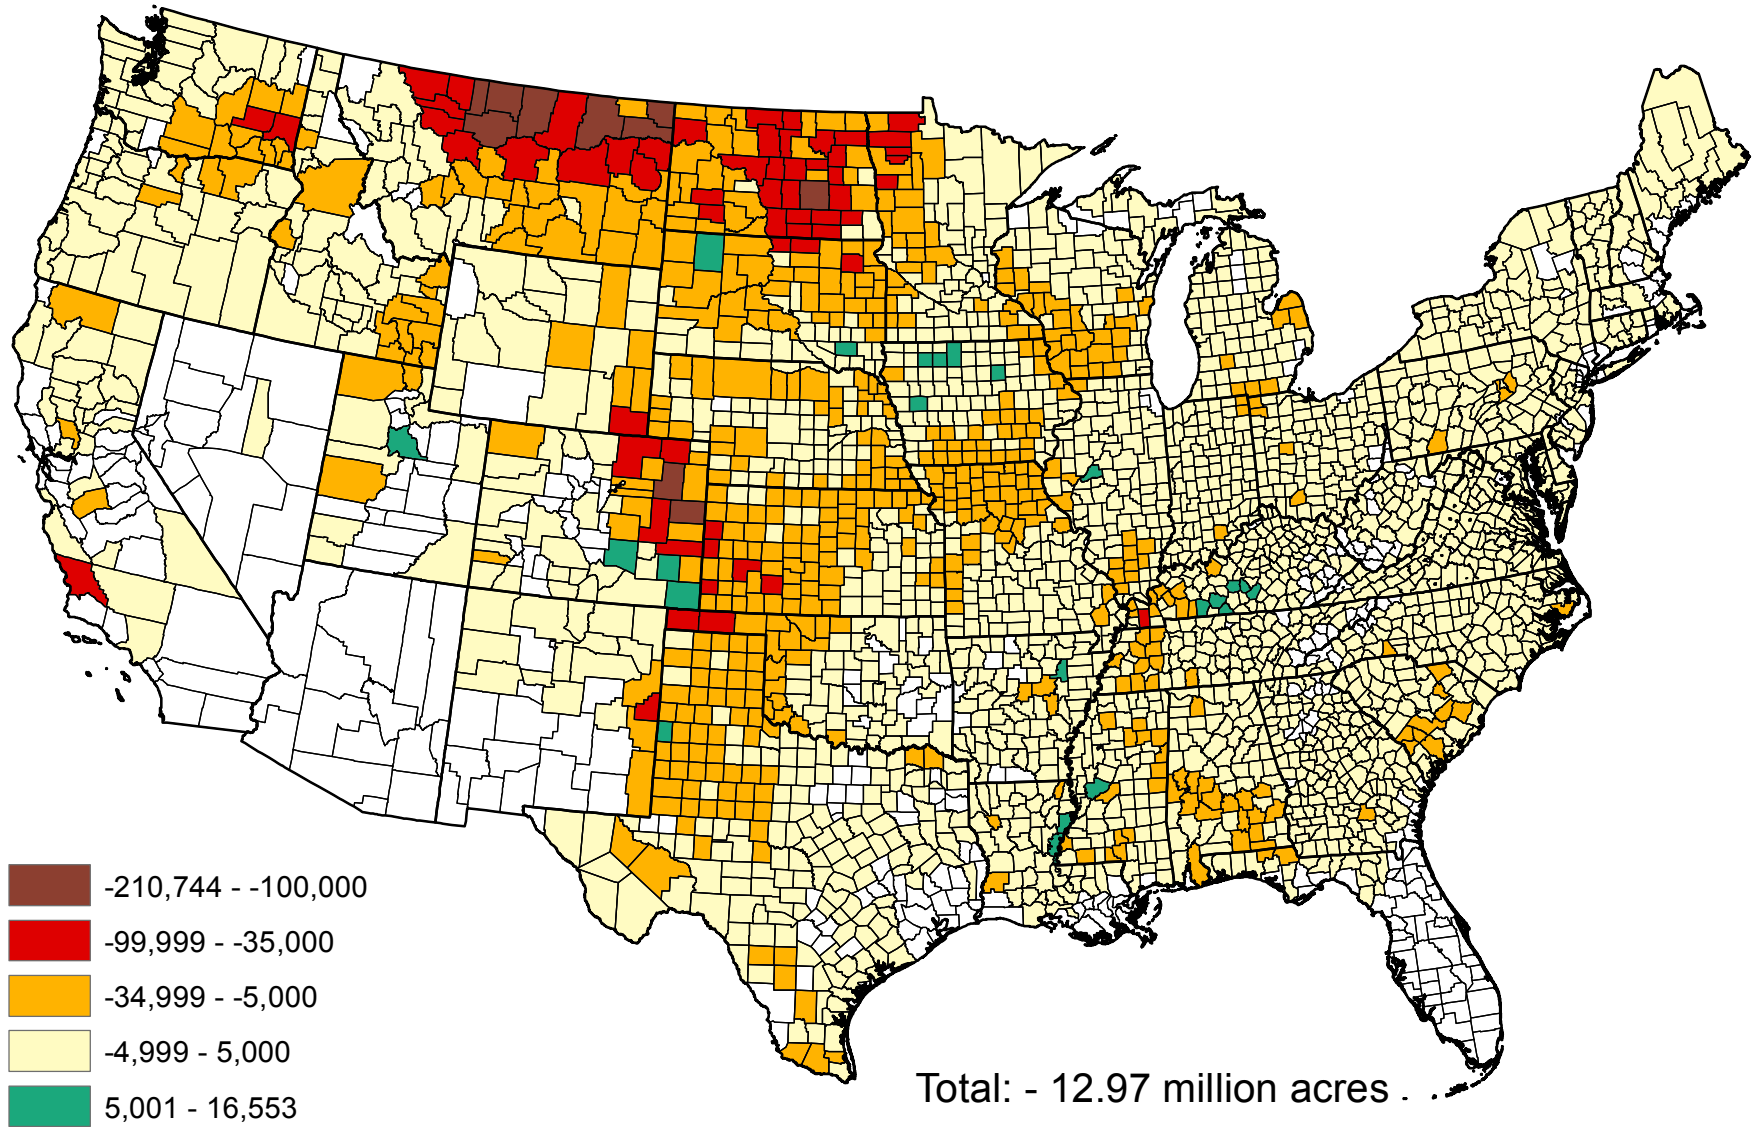 -210,744 - -100,000
-99,999 - -35,000
-34,999 - -5,000
-4,999 - 5,000
5,001 - 16,553
Total: - 12.97 million acres